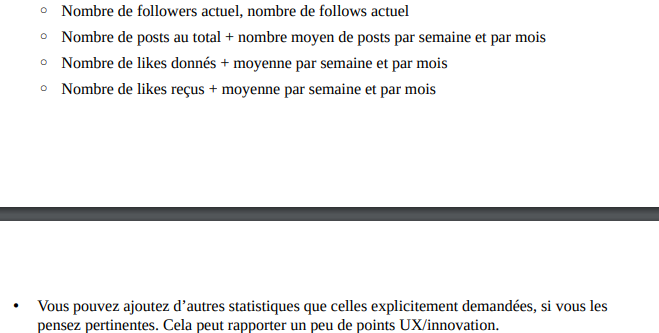 ○ Nombre de followers actuel, nombre de follows actuel
○ Nombre de posts au total + nombre moyen de posts par semaine et par mois
○ Nombre de likes donnés + moyenne par semaine et par mois
○ Nombre de likes reçus + moyenne par semaine et par mois
• Vous pouvez ajoutez d’autres statistiques que celles explicitement demandées, si vous les
pensez pertinentes. Cela peut rapporter un peu de points UX/innovation.